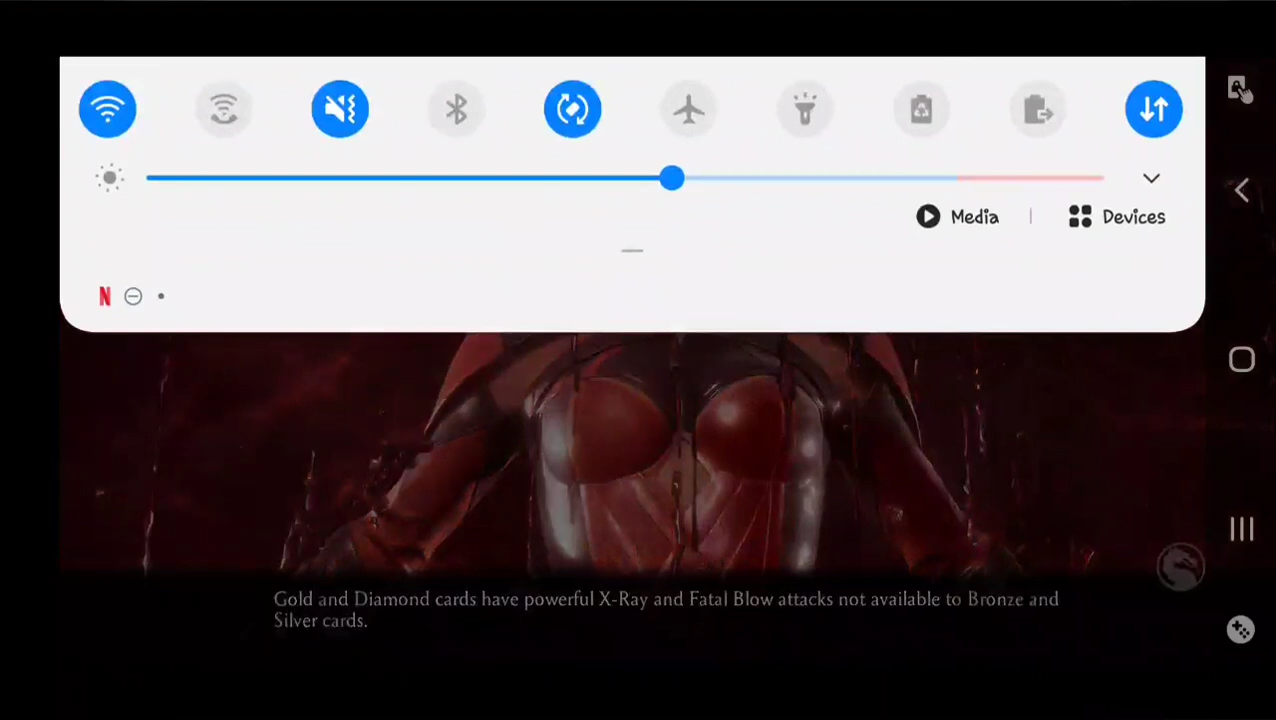 Media
Devices
N
Gold and Diamond cards have powerful X-Ray and Fatal Blow attacks not available to Bronze and
Silver cards.